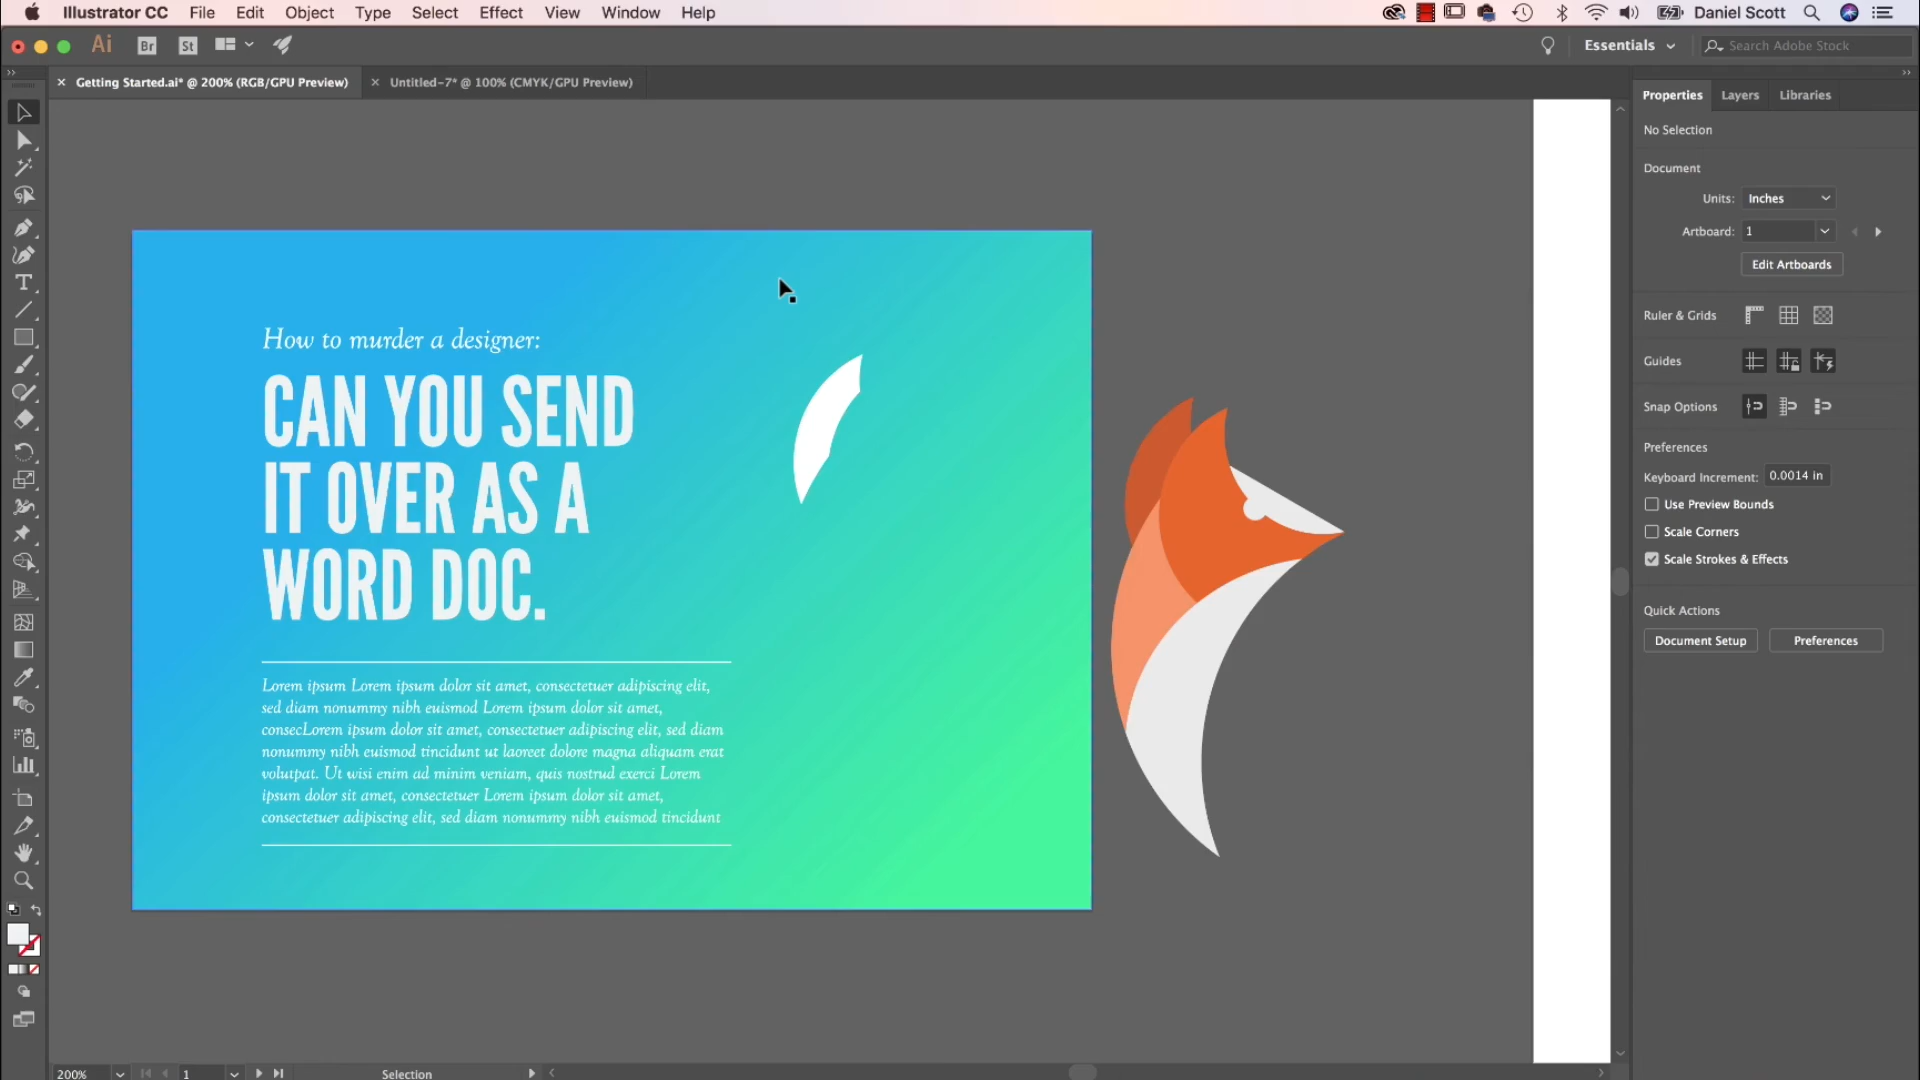 Illustrator CC File Edit Object Type Select Effect View Window Help Daniel Scott
Ai Br St Essentials Search Adobe Stock
Getting Started.ai* @ 200% (RGB/GPU Preview) Untitled-7* @ 100% (CMYK/GPU Preview)
Properties Layers Libraries
No Selection
Document
Units: Inches
Artboard: 1
Edit Artboards
Ruler & Grids
Guides
Snap Options
Preferences
Keyboard Increment: 0.0014 in
Use Preview Bounds
Scale Corners
Scale Strokes & Effects
Quick Actions
Document Setup Preferences
How to murder a designer:
CAN YOU SEND
IT OVER AS A
WORD DOC.
Lorem ipsum Lorem ipsum dolor sit amet, consectetuer adipiscing elit,
sed diam nonummy nibh euismod Lorem ipsum dolor sit amet,
consecLorem ipsum dolor sit amet, consectetuer adipiscing elit, sed diam
nonummy nibh euismod tincidunt ut laoreet dolore magna aliquam erat
volutpat. Ut wisi enim ad minim veniam, quis nostrud exerci Lorem
ipsum dolor sit amet, consectetuer Lorem ipsum dolor sit amet,
consectetuer adipiscing elit, sed diam nonummy nibh euismod tincidunt
200% 1 Selection